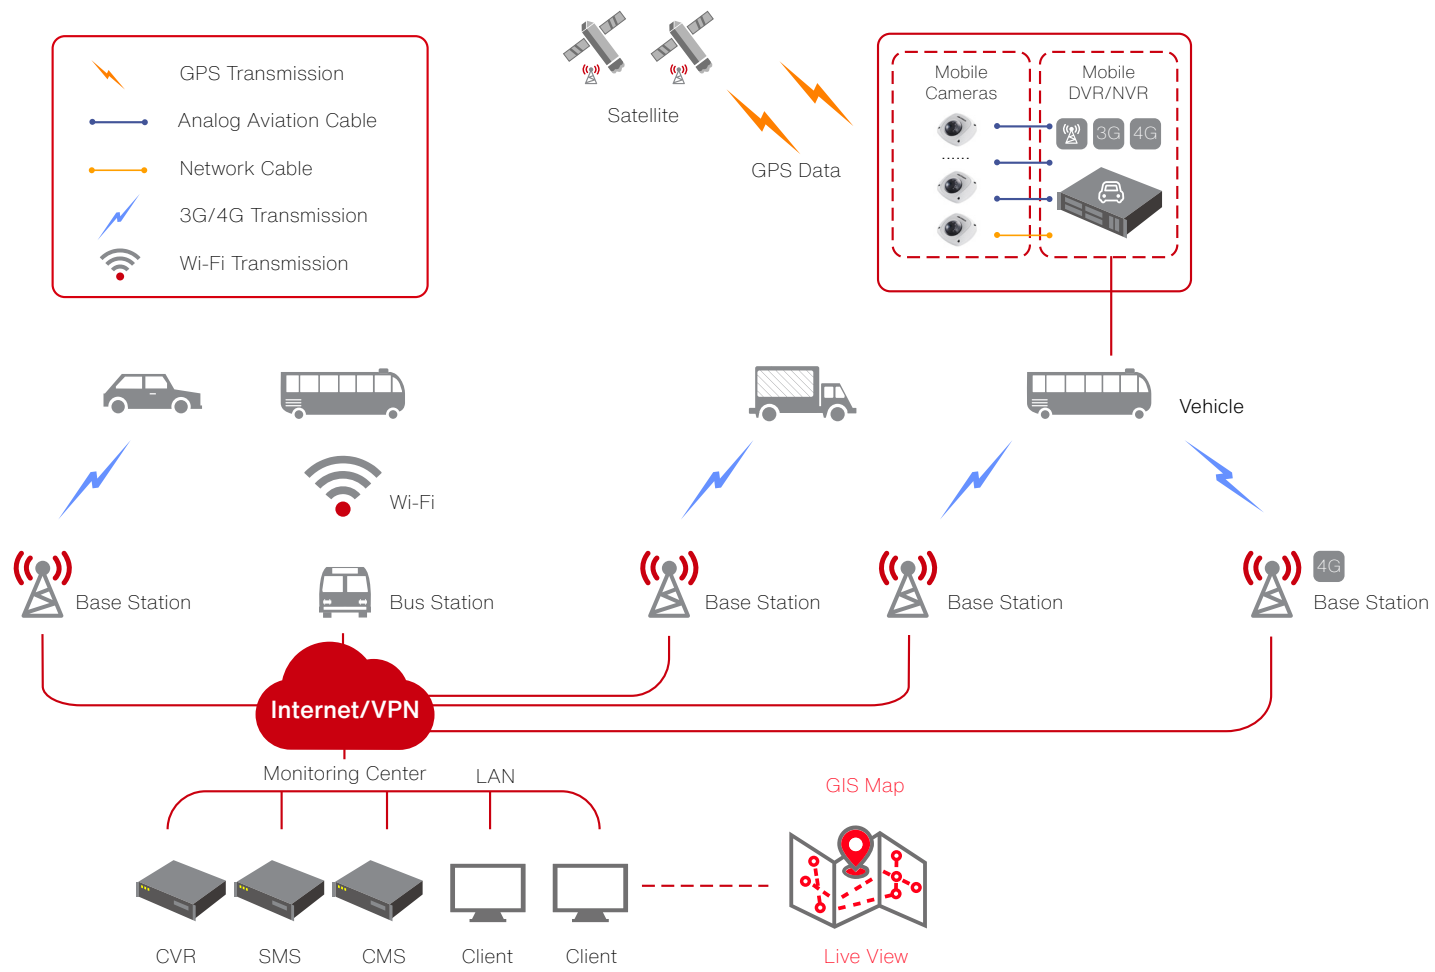 GPS Transmission
Analog Aviation Cable
Network Cable
3G/4G Transmission
Wi-Fi Transmission
Satellite
GPS Data
Mobile
Cameras
......
Mobile
DVR/NVR
3G
4G
Vehicle
Wi-Fi
Base Station
Bus Station
Base Station
Base Station
4G
Base Station
Internet/VPN
Monitoring Center
LAN
GIS Map
CVR
SMS
CMS
Client
Client
Live View